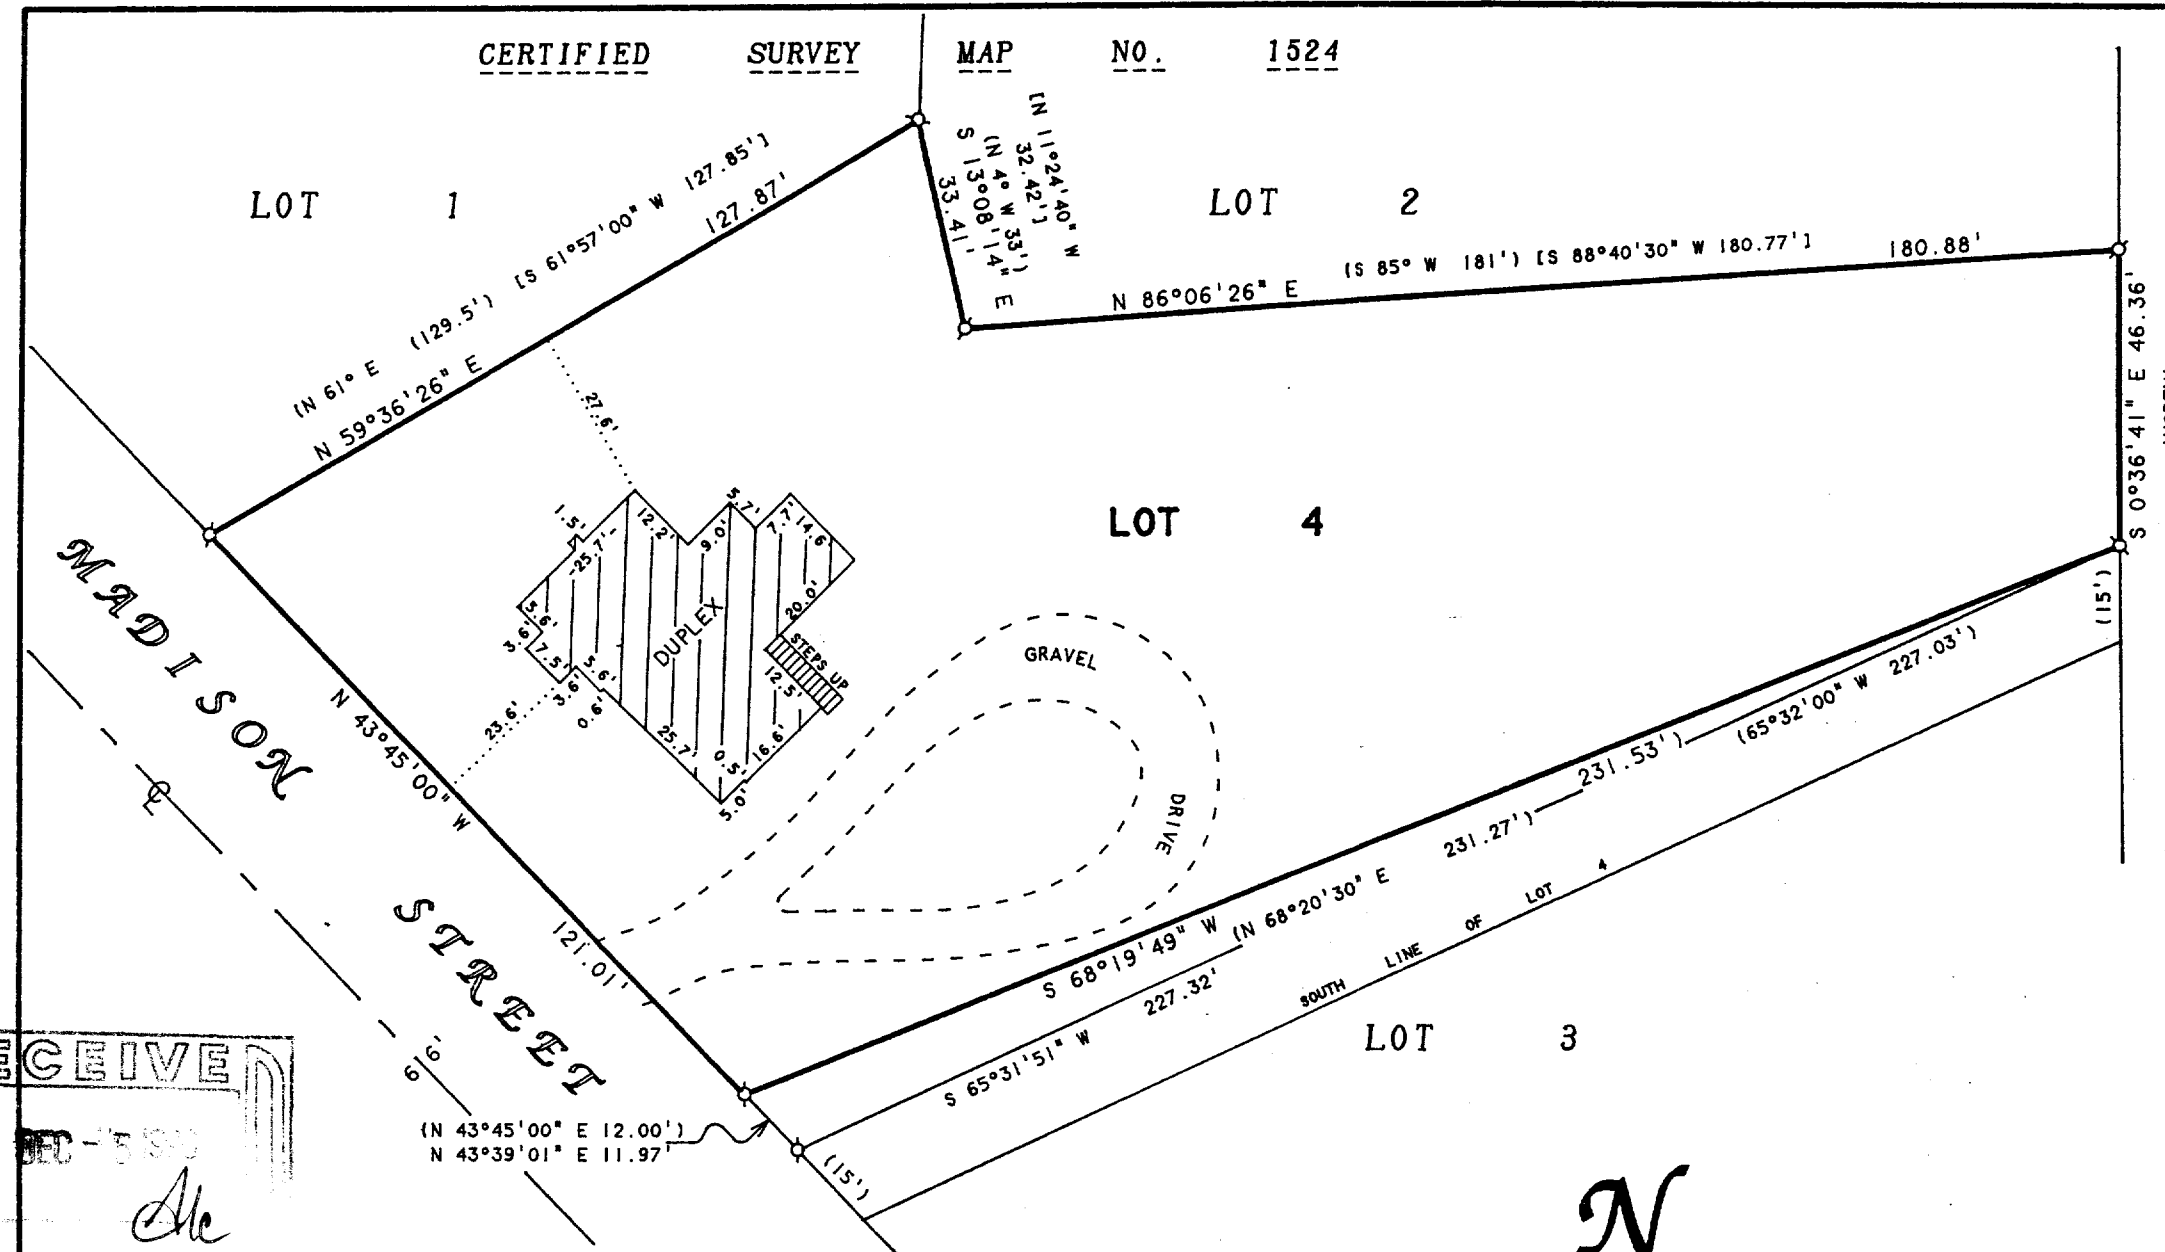 CERTIFIED SURVEY MAP NO. 1524
LOT 1
(N 61° E (129.5') [S 61°57'00" W 127.85']
N 59°36'26" E 127.87'
[N 11°24'40" W
32.42']
(N 4° W 33')
S 13°08'14" E
33.41'
LOT 2
(S 85° W 181') [S 88°40'30" W 180.77'] 180.88'
N 86°06'26" E
S 0°36'41" E 46.36'
27.6'
LOT 4
1.5'
-25.7'-
12.2'
9.0'
5.7'
7.7'
14.6'
20.0'
STEPS UP
12.5'
16.6'
0.5'
5.0'
25.7'
0.6'
3.6'
5.6'
7.5'
3.6'
5.6'
DUPLEX
23.6'
GRAVEL
DRIVE
MADISON
STREET
N 43°45'00" W
121.01'
℄
66'
(15')
S 68°19'49" W (N 68°20'30" E 231.27') 231.53')
S 65°31'51" W 227.32' (65°32'00" W 227.03')
SOUTH LINE OF LOT 4
LOT 3
(N 43°45'00" E 12.00')
N 43°39'01" E 11.97'
(15')
CEIVE
DEC - 5
N